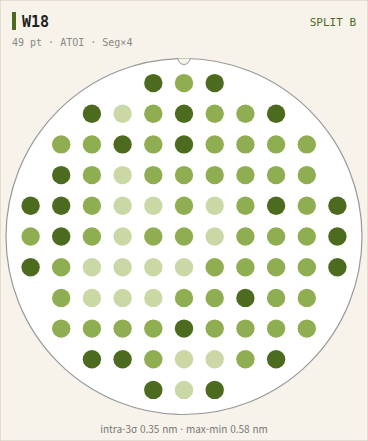 W18
SPLIT B
49 pt · ATOI · Seg×4
intra-3σ 0.35 nm · max-min 0.58 nm